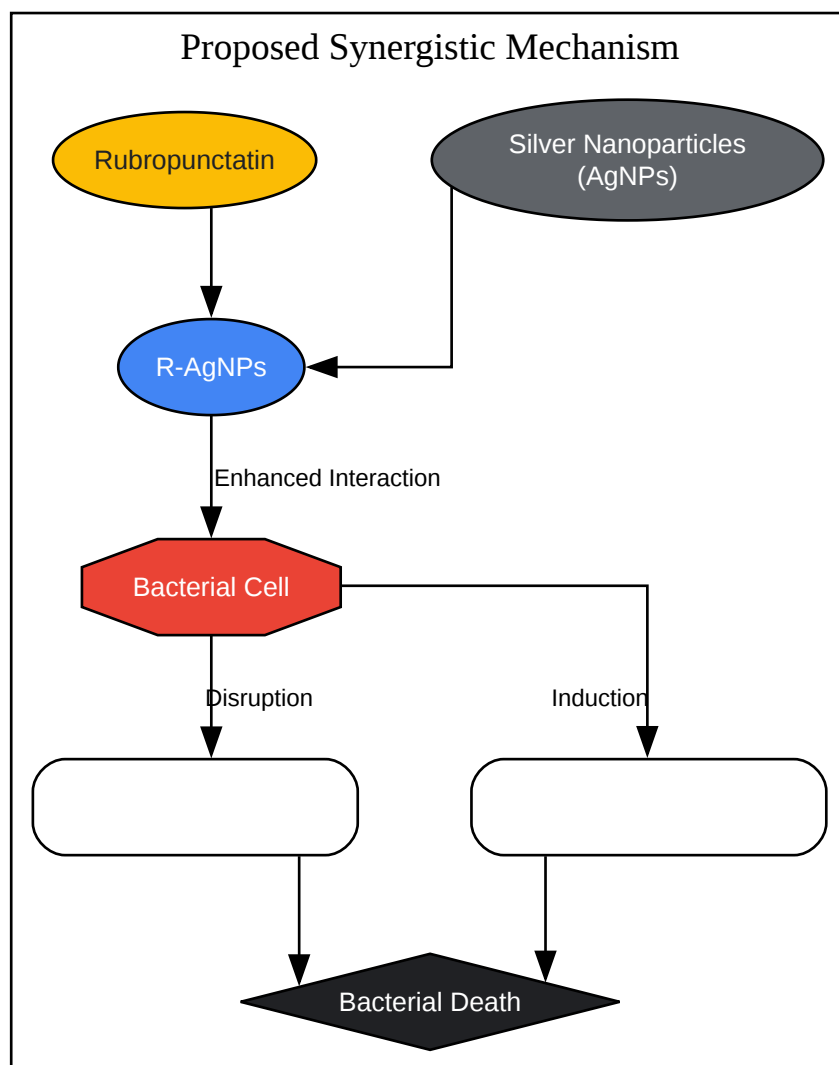 Proposed Synergistic Mechanism
Rubropunctatin
Silver Nanoparticles
(AgNPs)
R-AgNPs
Enhanced Interaction
Bacterial Cell
Disruption
Induction
Bacterial Death